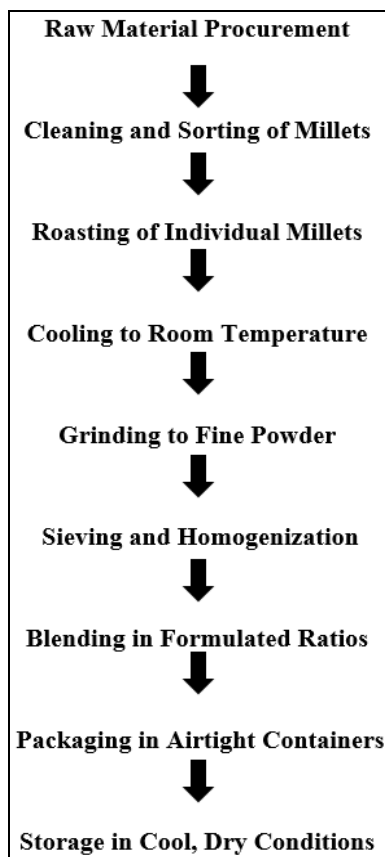 Raw Material Procurement
Cleaning and Sorting of Millets
Roasting of Individual Millets
Cooling to Room Temperature
Grinding to Fine Powder
Sieving and Homogenization
Blending in Formulated Ratios
Packaging in Airtight Containers
Storage in Cool, Dry Conditions